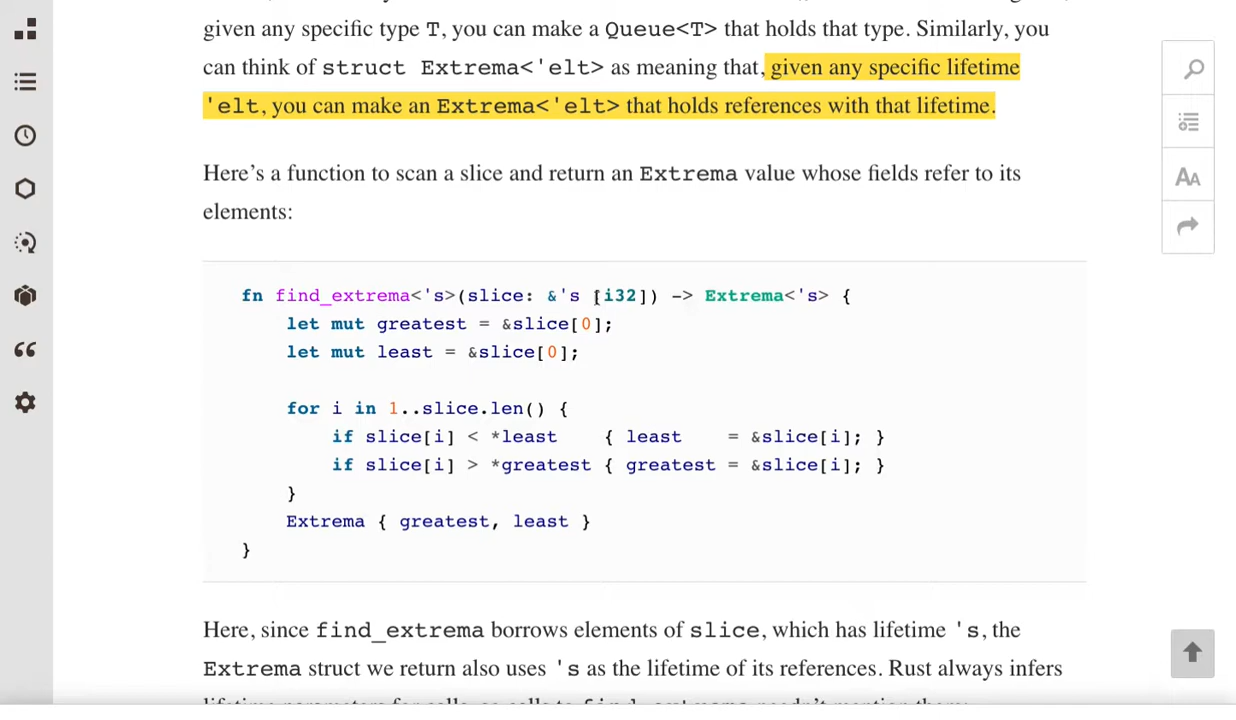 given any specific type T, you can make a Queue<T> that holds that type. Similarly, you
can think of struct Extrema<'elt> as meaning that, given any specific lifetime
'elt, you can make an Extrema<'elt> that holds references with that lifetime.
Here’s a function to scan a slice and return an Extrema value whose fields refer to its
elements:
fn find_extrema<'s>(slice: &'s [i32]) -> Extrema<'s> {
    let mut greatest = &slice[0];
    let mut least = &slice[0];
    for i in 1..slice.len() {
        if slice[i] < *least    { least    = &slice[i]; }
        if slice[i] > *greatest { greatest = &slice[i]; }
    }
    Extrema { greatest, least }
}
Here, since find_extrema borrows elements of slice, which has lifetime 's, the
Extrema struct we return also uses 's as the lifetime of its references. Rust always infers
AA